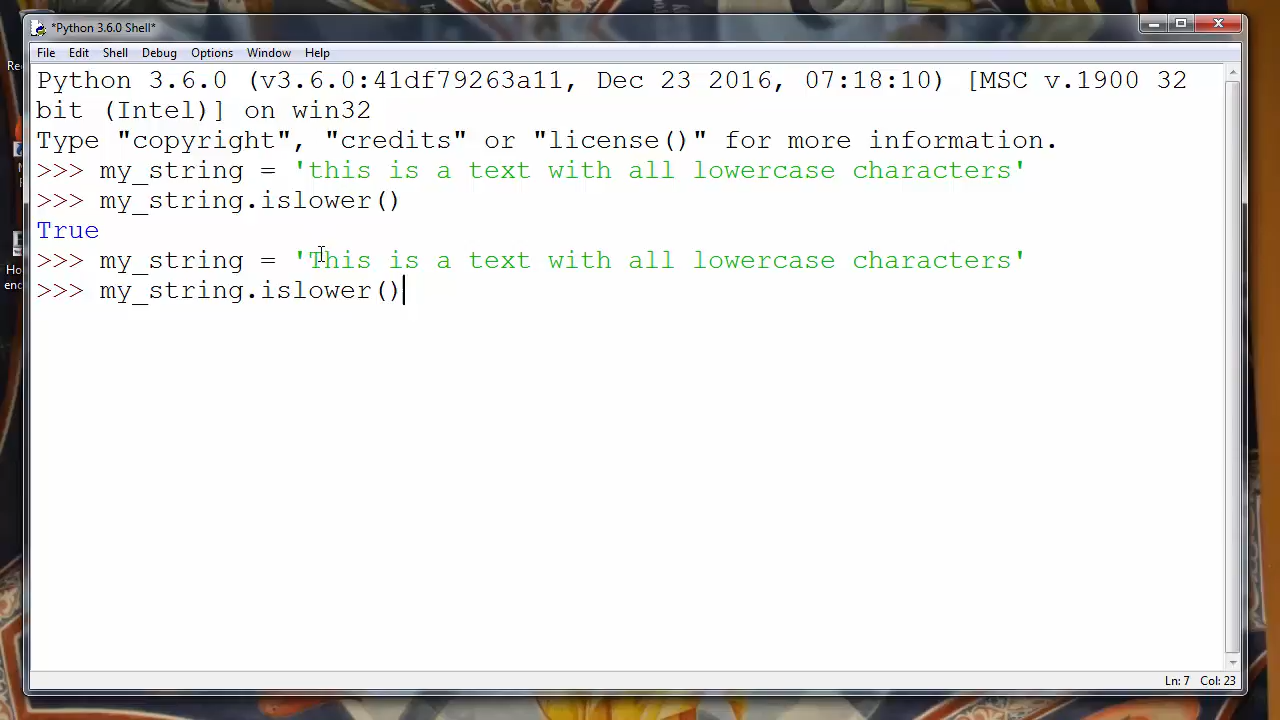 *Python 3.6.0 Shell*
File Edit Shell Debug Options Window Help
Python 3.6.0 (v3.6.0:41df79263a11, Dec 23 2016, 07:18:10) [MSC v.1900 32
bit (Intel)] on win32
Type "copyright", "credits" or "license()" for more information.
>>> my_string = 'this is a text with all lowercase characters'
>>> my_string.islower()
True
>>> my_string = 'This is a text with all lowercase characters'
>>> my_string.islower()
Ln: 7 Col: 23